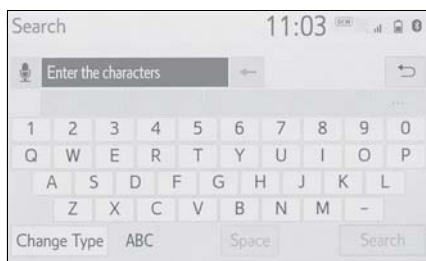 Search 11:03 DCM
Enter the characters
1 2 3 4 5 6 7 8 9 0
Q W E R T Y U I O P
A S D F G H J K L
Z X C V B N M -
Change Type ABC Space Search